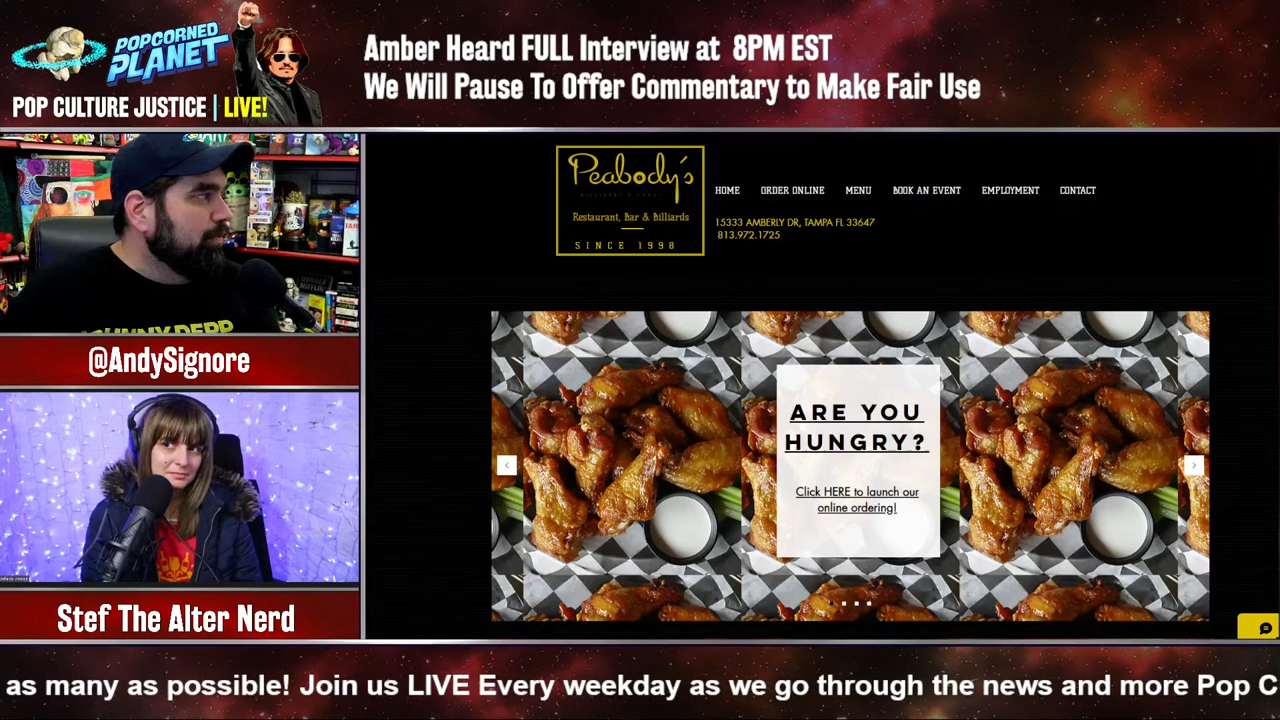 POPCORNED
PLANET
POP CULTURE JUSTICE | LIVE!
Amber Heard FULL Interview at 8PM EST
We Will Pause To Offer Commentary to Make Fair Use
JOHNNY DEPP
@AndySignore
Stef The Alter Nerd
Peabody's
Restaurant, Bar & Billiards
SINCE 1998
HOME ORDER ONLINE MENU BOOK AN EVENT EMPLOYMENT CONTACT
15333 AMBERLY DR, TAMPA FL 33647
813.972.1725
ARE YOU
HUNGRY?
Click HERE to launch our
online ordering!
as many as possible! Join us LIVE Every weekday as we go through the news and more Pop C